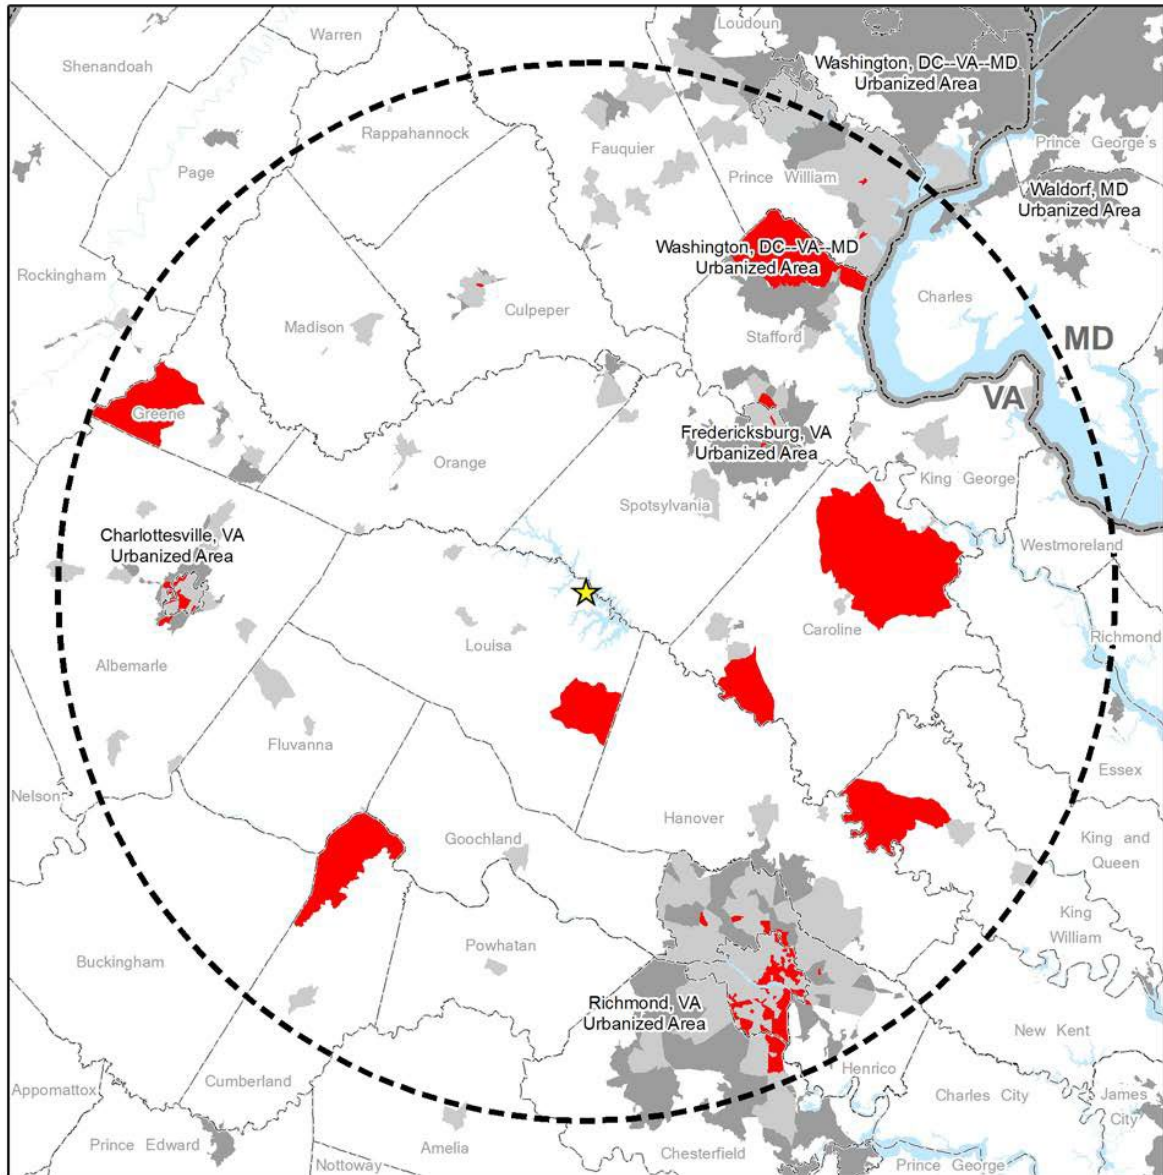 Loudoun
Warren
Shenandoah
Washington, DC--VA--MD
Urbanized Area
Rappahannock
Fauquier
Prince George's
Page
Prince William
Waldorf, MD
Urbanized Area
Washington, DC--VA--MD
Urbanized Area
Rockingham
Charles
Culpeper
Madison
Stafford
MD
VA
Greene
Fredericksburg, VA
Urbanized Area
Orange
King George
Spotsylvania
Charlottesville, VA
Urbanized Area
Westmoreland
Caroline
Richmond
Louisa
Albemarle
Fluvanna
Essex
Nelson
Hanover
Goochland
King and
Queen
King
William
Powhatan
Buckingham
Richmond, VA
Urbanized Area
New Kent
Henrico
Cumberland
Appomattox
Charles City
James
City
Prince Edward
Amelia
Chesterfield
Nottoway
Prince George